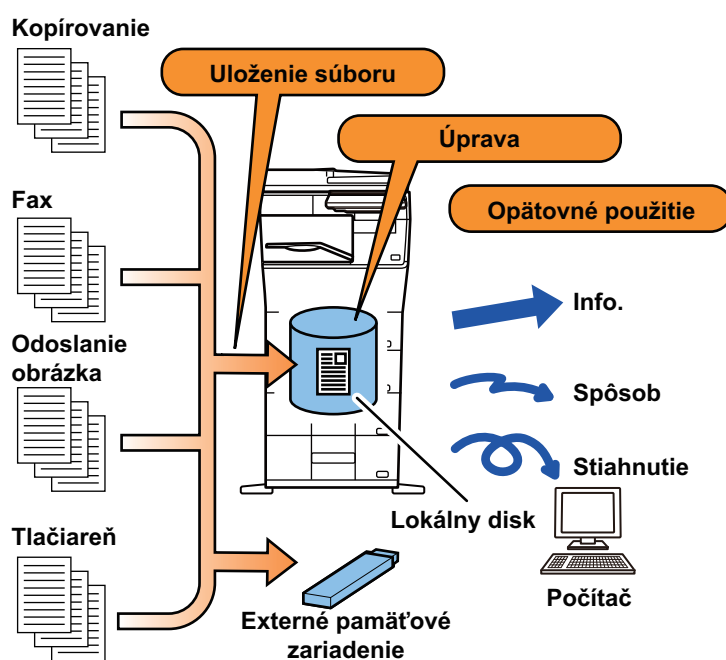 Kopírovanie
Uloženie súboru
Úprava
Fax
Opätovné použitie
Info.
Odoslanie
obrázka
Spôsob
Stiahnutie
Lokálny disk
Tlačiareň
Počítač
Externé pamäťové
zariadenie